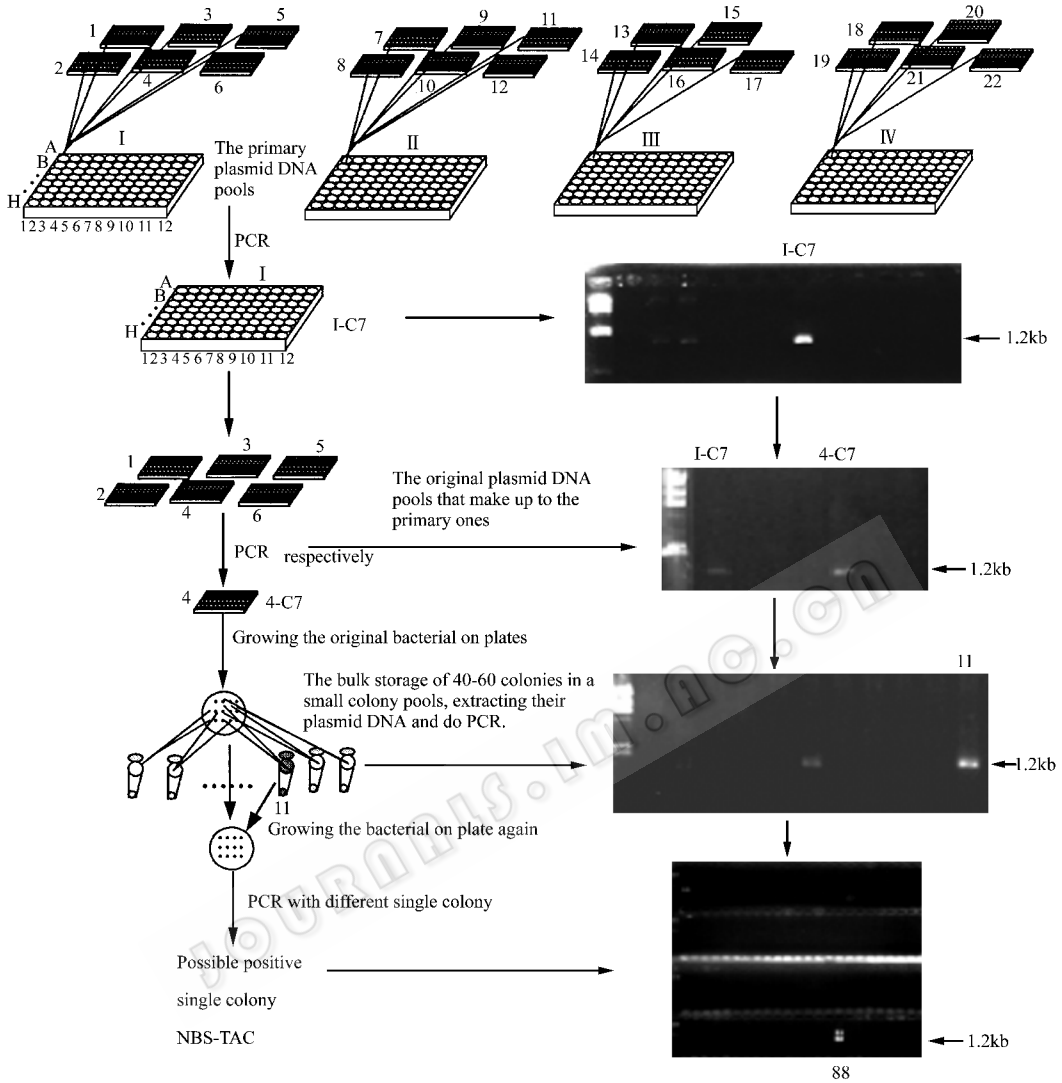 1 3 5
2 4 6
7 9 11
8 10 12
13 15
14 16 17
18 20
19 21 22
I
II
III
IV
A
B
H
1 2 3 4 5 6 7 8 9 10 11 12
The primary
plasmid DNA
pools
PCR
I
A
B
H
1 2 3 4 5 6 7 8 9 10 11 12
I-C7
I-C7
1.2kb
1 3 5
2 4 6
The original plasmid DNA
pools that make up to the
primary ones
PCR
respectively
I-C7 4-C7
1.2kb
4 4-C7
Growing the original bacterial on plates
The bulk storage of 40-60 colonies in a
small colony pools, extracting their
plasmid DNA and do PCR.
11
11
1.2kb
Growing the bacterial on plate again
PCR with different single colony
Possible positive
single colony
NBS-TAC
1.2kb
88
JOURNALS.IM.AC.CN